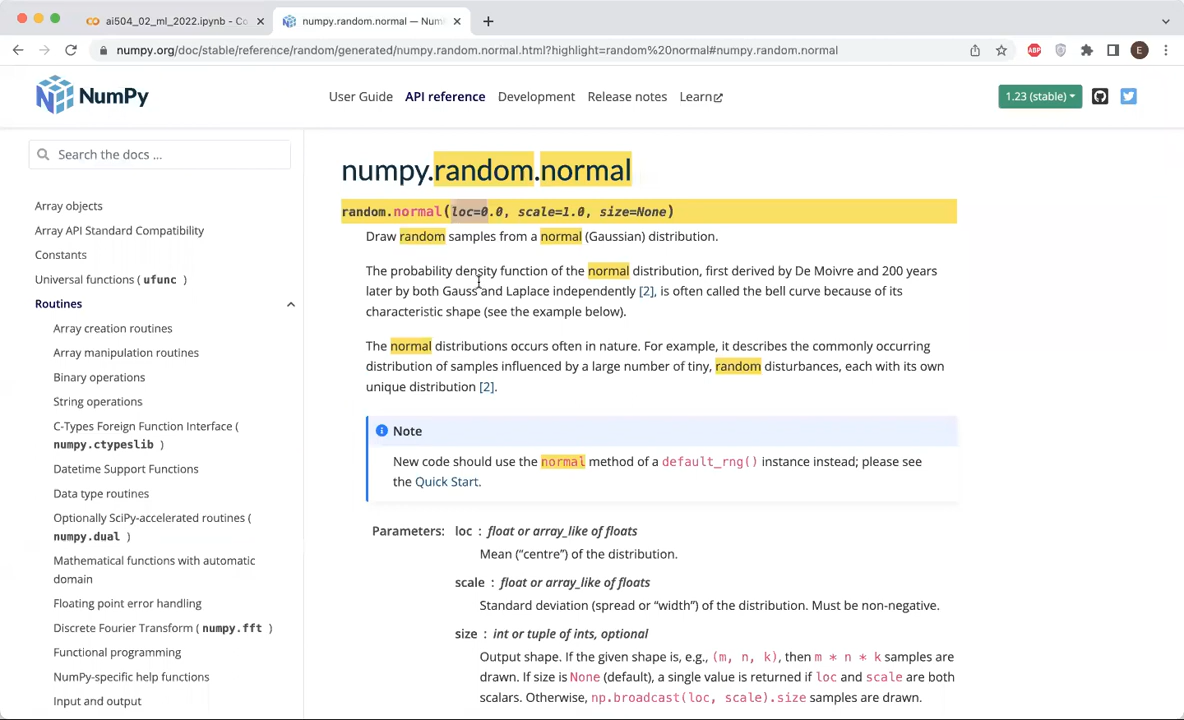 ai504_02_ml_2022.ipynb - Co
numpy.random.normal — NumP
numpy.org/doc/stable/reference/random/generated/numpy.random.normal.html?highlight=random%20normal#numpy.random.normal
ABP
E
NumPy
User Guide API reference Development Release notes Learn
1.23 (stable)
Search the docs ...
Array objects
Array API Standard Compatibility
Constants
Universal functions ( ufunc )
Routines
Array creation routines
Array manipulation routines
Binary operations
String operations
C-Types Foreign Function Interface (
numpy.ctypeslib )
Datetime Support Functions
Data type routines
Optionally SciPy-accelerated routines (
numpy.dual )
Mathematical functions with automatic
domain
Floating point error handling
Discrete Fourier Transform ( numpy.fft )
Functional programming
NumPy-specific help functions
Input and output
numpy.random.normal
random.normal(loc=0.0, scale=1.0, size=None)
Draw random samples from a normal (Gaussian) distribution.
The probability density function of the normal distribution, first derived by De Moivre and 200 years
later by both Gauss and Laplace independently [2], is often called the bell curve because of its
characteristic shape (see the example below).
The normal distributions occurs often in nature. For example, it describes the commonly occurring
distribution of samples influenced by a large number of tiny, random disturbances, each with its own
unique distribution [2].
Note
New code should use the normal method of a default_rng() instance instead; please see
the Quick Start.
Parameters: loc : float or array_like of floats
Mean (“centre”) of the distribution.
scale : float or array_like of floats
Standard deviation (spread or “width”) of the distribution. Must be non-negative.
size : int or tuple of ints, optional
Output shape. If the given shape is, e.g., (m, n, k), then m * n * k samples are
drawn. If size is None (default), a single value is returned if loc and scale are both
scalars. Otherwise, np.broadcast(loc, scale).size samples are drawn.